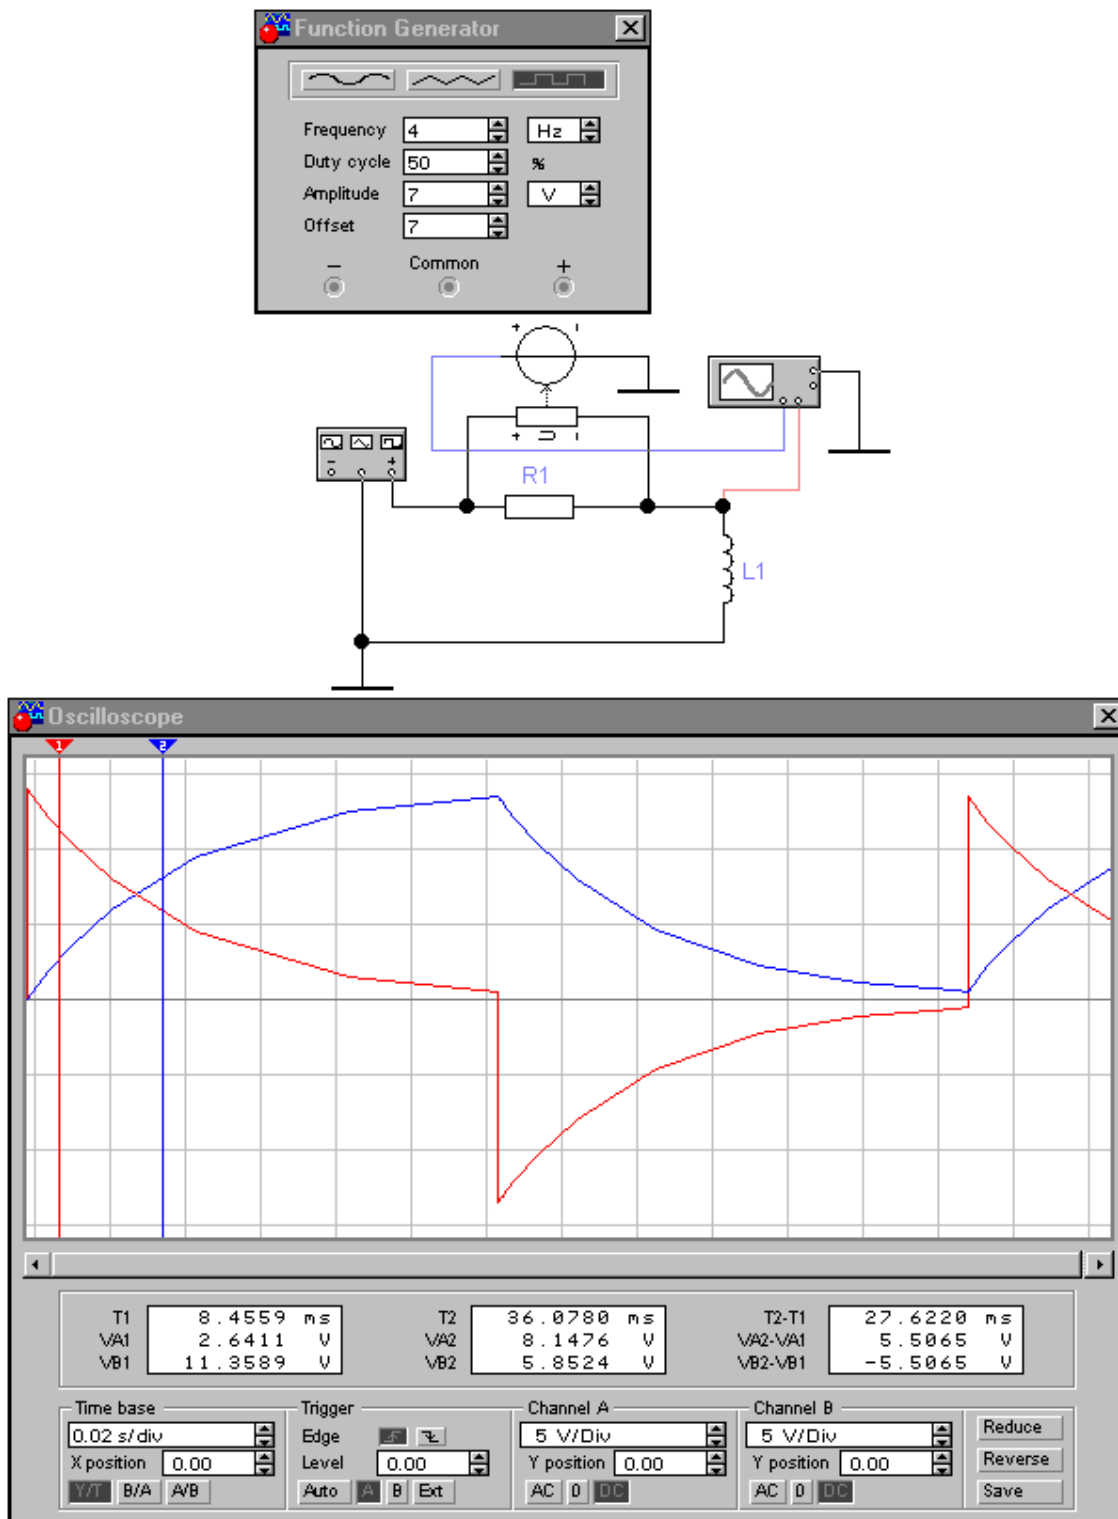 Function Generator
Frequency 4 Hz
Duty cycle 50 %
Amplitude 7 V
Offset 7
− Common +
+ U −
R1
− +
L1
Oscilloscope
1 2
T1 8.4559 ms T2 36.0780 ms T2-T1 27.6220 ms
VA1 2.6411 V VA2 8.1476 V VA2-VA1 5.5065 V
VB1 11.3589 V VB2 5.8524 V VB2-VB1 -5.5065 V
Time base Trigger Channel A Channel B
0.02 s/div Edge 5 V/Div 5 V/Div Reduce
X position 0.00 Level 0.00 Y position 0.00 Y position 0.00 Reverse
Y/T B/A A/B Auto A B Ext AC 0 DC AC 0 DC Save